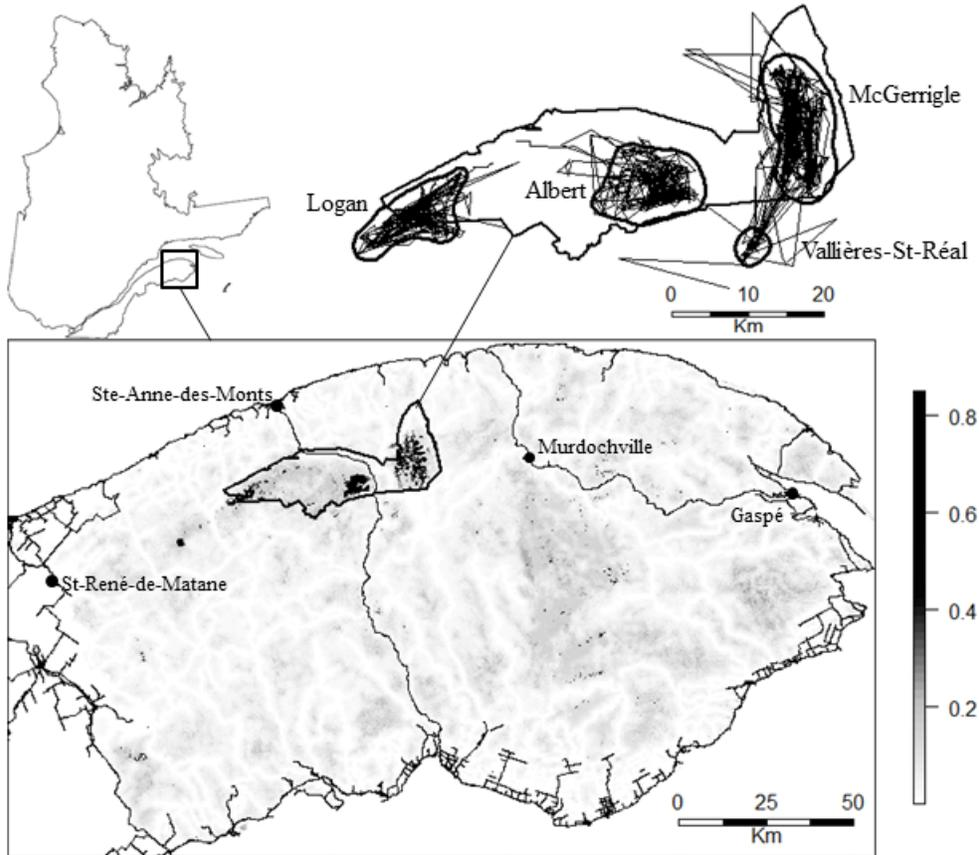 McGerrigle
Albert
Logan
Vallières-St-Réal
0 10 20
Km
Ste-Anne-des-Monts
Murdochville
Gaspé
St-René-de-Matane
0.8
0.6
0.4
0.2
0 25 50
Km